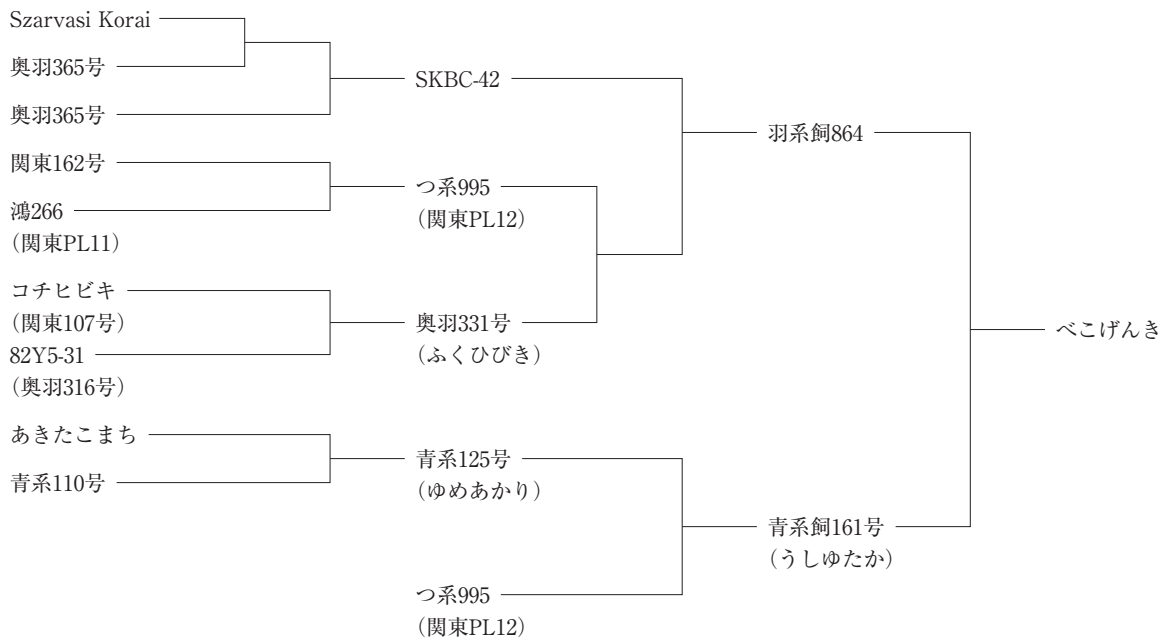 Szarvasi Korai
奥羽365号
奥羽365号
SKBC-42
関東162号
鴻266
(関東PL11)
つ系995
(関東PL12)
コチヒビキ
(関東107号)
82Y5-31
(奥羽316号)
奥羽331号
(ふくひびき)
羽系飼864
あきたこまち
青系110号
青系125号
(ゆめあかり)
つ系995
(関東PL12)
青系飼161号
(うしゆたか)
べこげんき